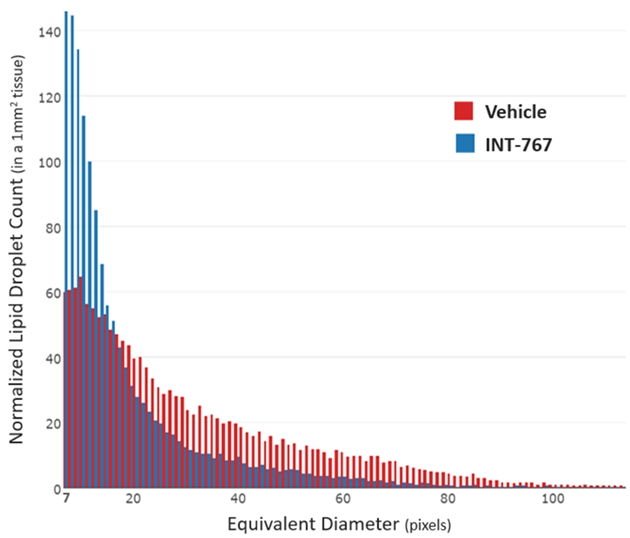 Normalized Lipid Droplet Count (in a 1mm² tissue)
140
120
100
80
60
40
20
0
Vehicle
INT-767
7 20 40 60 80 100
Equivalent Diameter (pixels)